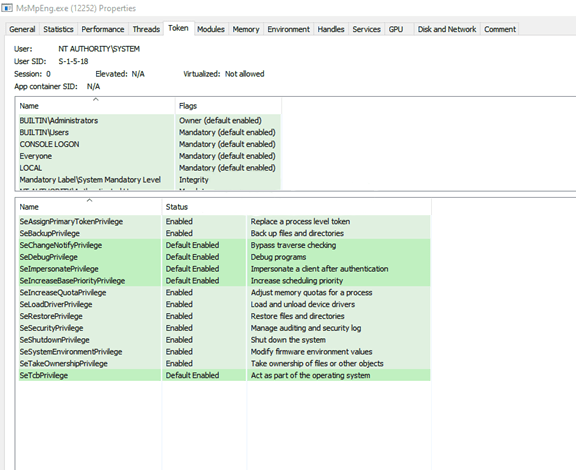 MsMpEng.exe (12252) Properties
General Statistics Performance Threads Token Modules Memory Environment Handles Services GPU Disk and Network Comment
User: NT AUTHORITY\SYSTEM
User SID: S-1-5-18
Session: 0 Elevated: N/A Virtualized: Not allowed
App container SID: N/A
Name Flags
BUILTIN\Administrators Owner (default enabled)
BUILTIN\Users Mandatory (default enabled)
CONSOLE LOGON Mandatory (default enabled)
Everyone Mandatory (default enabled)
LOCAL Mandatory (default enabled)
Mandatory Label\System Mandatory Level Integrity
Name Status
SeAssignPrimaryTokenPrivilege Enabled Replace a process level token
SeBackupPrivilege Enabled Back up files and directories
SeChangeNotifyPrivilege Default Enabled Bypass traverse checking
SeDebugPrivilege Default Enabled Debug programs
SeImpersonatePrivilege Default Enabled Impersonate a client after authentication
SeIncreaseBasePriorityPrivilege Default Enabled Increase scheduling priority
SeIncreaseQuotaPrivilege Enabled Adjust memory quotas for a process
SeLoadDriverPrivilege Enabled Load and unload device drivers
SeRestorePrivilege Enabled Restore files and directories
SeSecurityPrivilege Enabled Manage auditing and security log
SeShutdownPrivilege Enabled Shut down the system
SeSystemEnvironmentPrivilege Enabled Modify firmware environment values
SeTakeOwnershipPrivilege Enabled Take ownership of files or other objects
SeTcbPrivilege Default Enabled Act as part of the operating system